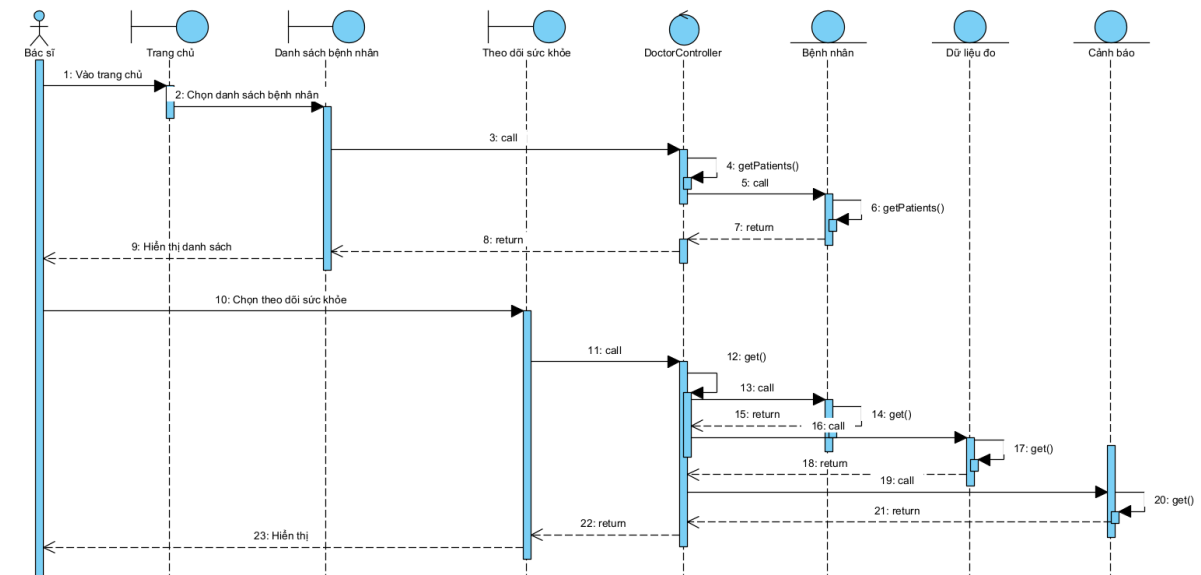 Bác sĩ
Trang chủ
Danh sách bệnh nhân
Theo dõi sức khỏe
DoctorController
Bệnh nhân
Dữ liệu đo
Cảnh báo
1: Vào trang chủ
2: Chọn danh sách bệnh nhân
3: call
4: getPatients()
5: call
6: getPatients()
7: return
8: return
9: Hiển thị danh sách
10: Chọn theo dõi sức khỏe
11: call
12: get()
13: call
14: get()
15: return
16: call
17: get()
18: return
19: call
20: get()
21: return
22: return
23: Hiển thị